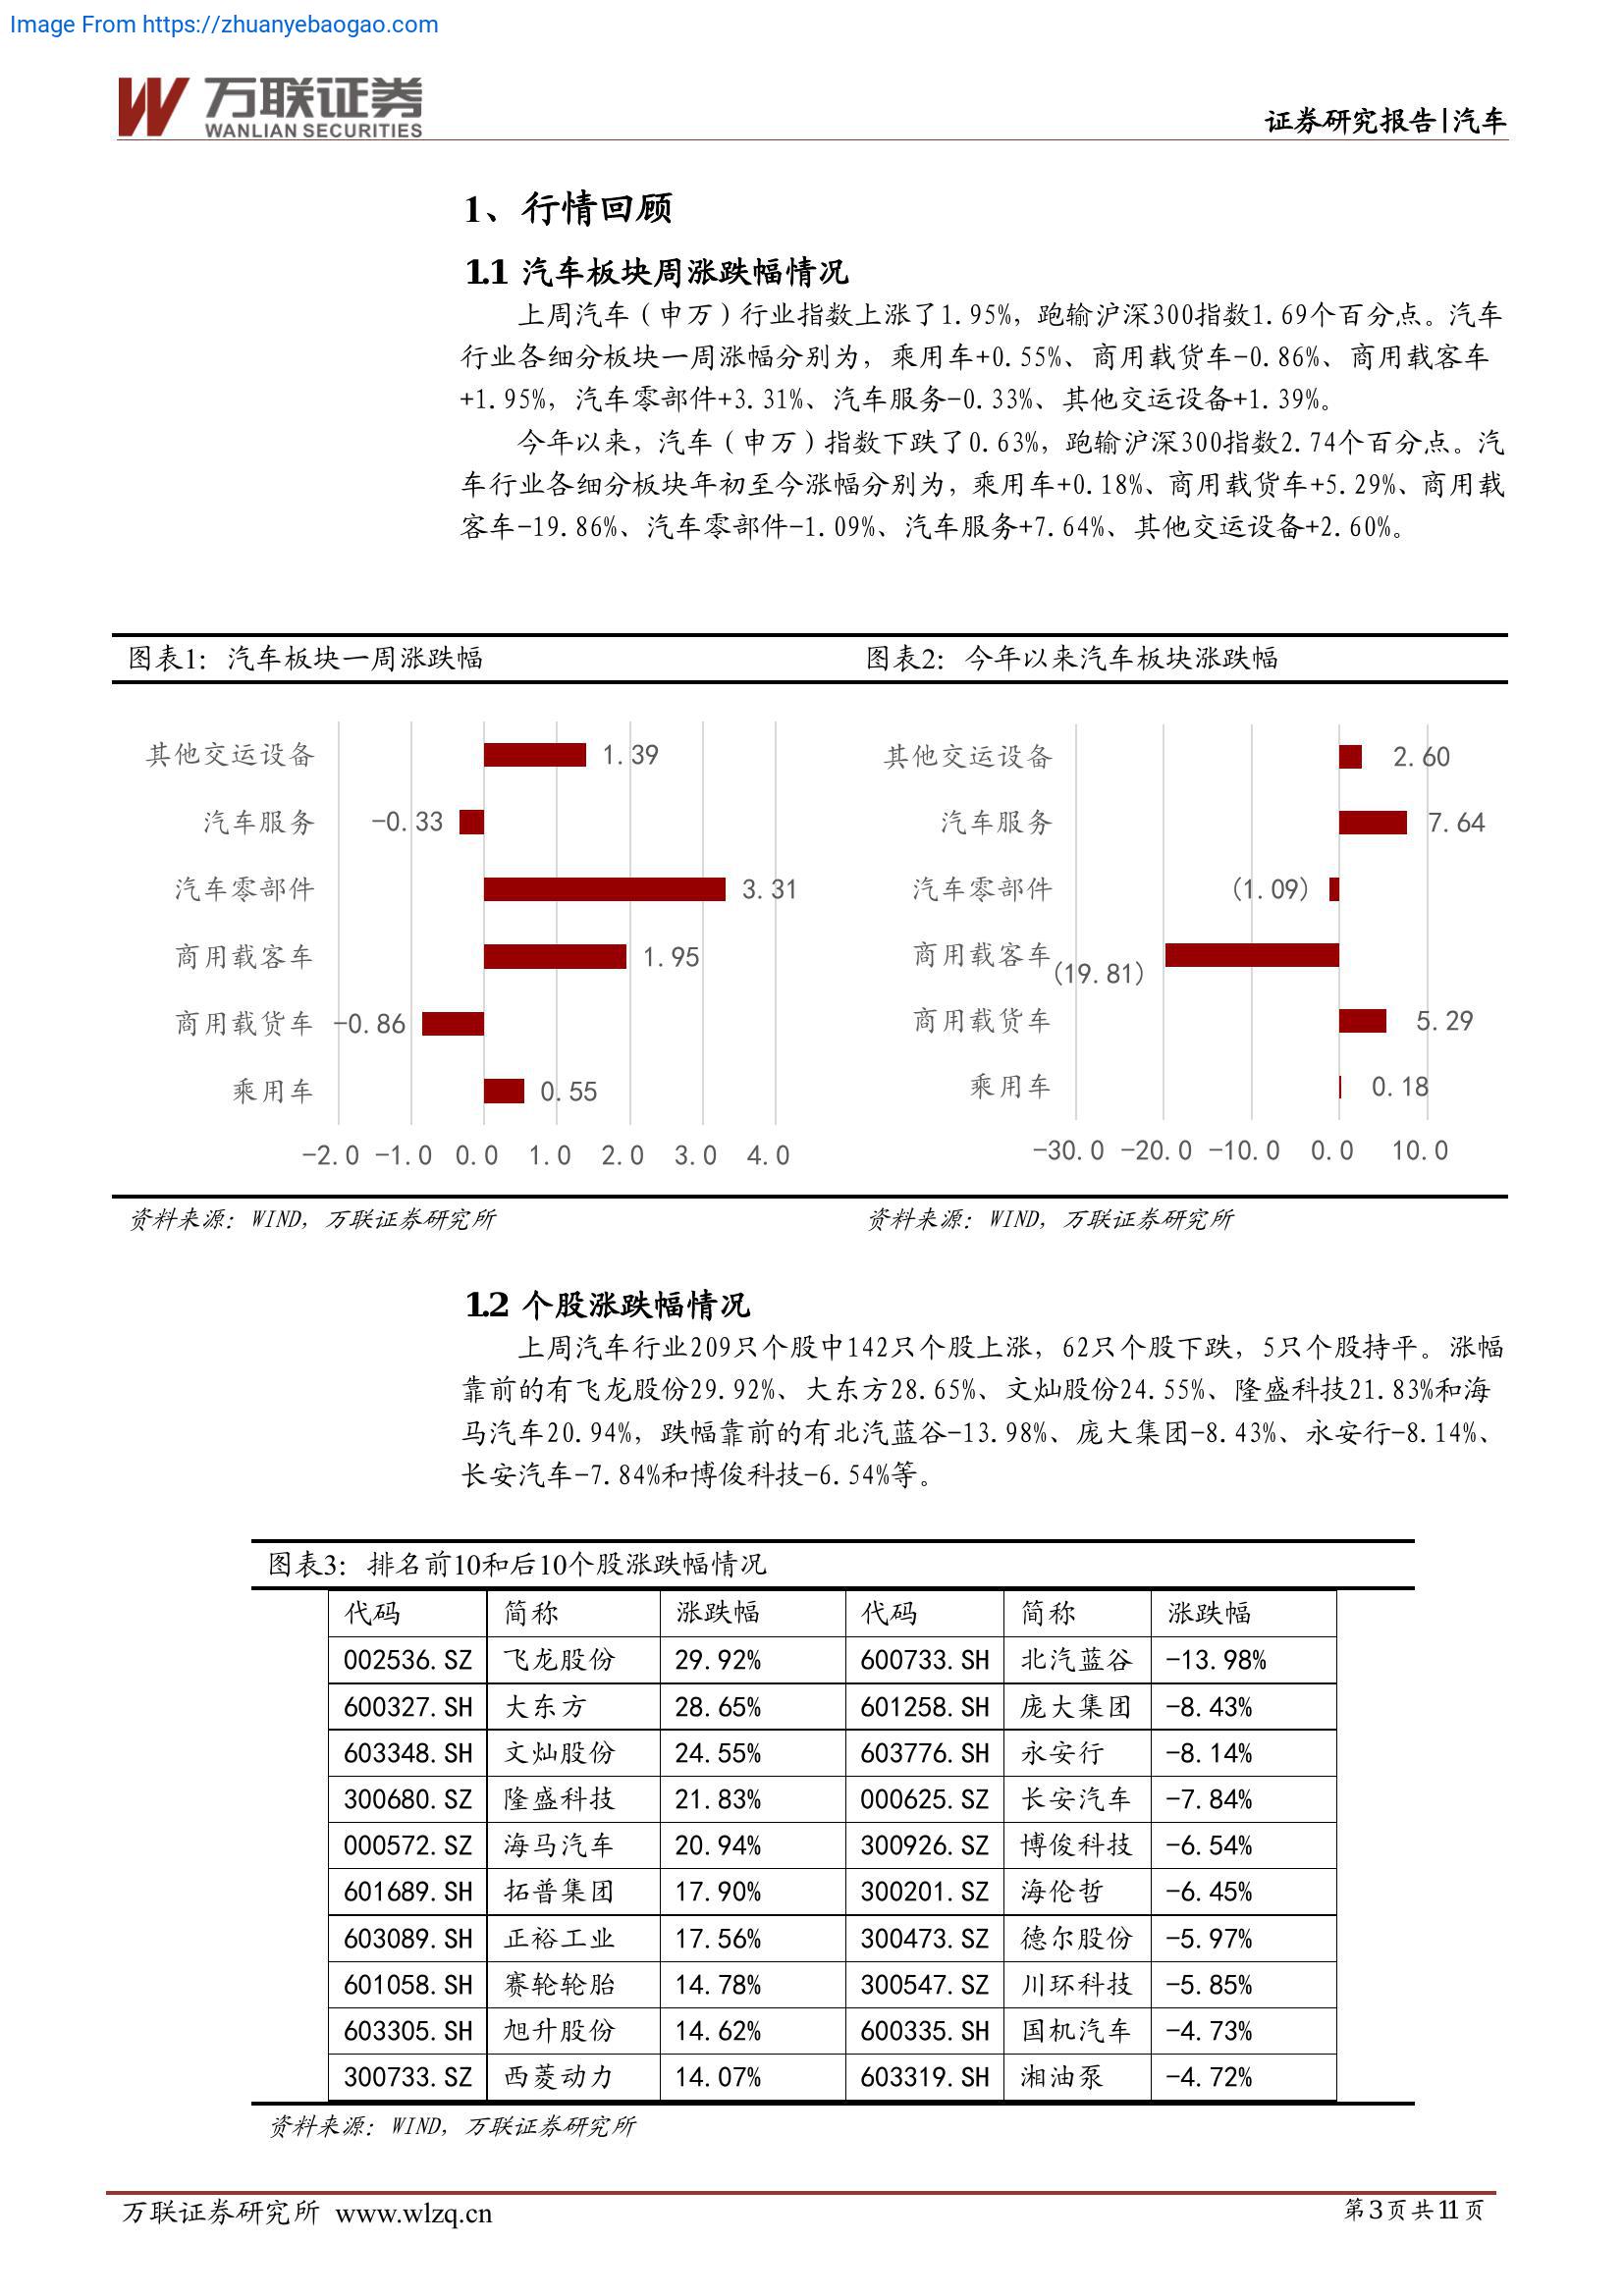 Image From https://zhuanyebaogao.com
万联证券
WANLIAN SECURITIES
证券研究报告|汽车
1、行情回顾
1.1 汽车板块周涨跌幅情况
上周汽车（申万）行业指数上涨了1.95%，跑输沪深300指数1.69个百分点。汽车
行业各细分板块一周涨幅分别为，乘用车+0.55%、商用载货车-0.86%、商用载客车
+1.95%，汽车零部件+3.31%、汽车服务-0.33%、其他交运设备+1.39%。
今年以来，汽车（申万）指数下跌了0.63%，跑输沪深300指数2.74个百分点。汽
车行业各细分板块年初至今涨幅分别为，乘用车+0.18%、商用载货车+5.29%、商用载
客车-19.86%、汽车零部件-1.09%、汽车服务+7.64%、其他交运设备+2.60%。
图表1：汽车板块一周涨跌幅
其他交运设备 1.39
汽车服务 -0.33
汽车零部件 3.31
商用载客车 1.95
商用载货车 -0.86
乘用车 0.55
-2.0 -1.0 0.0 1.0 2.0 3.0 4.0
资料来源：WIND，万联证券研究所
图表2：今年以来汽车板块涨跌幅
其他交运设备 2.60
汽车服务 7.64
汽车零部件 (1.09)
商用载客车 (19.81)
商用载货车 5.29
乘用车 0.18
-30.0 -20.0 -10.0 0.0 10.0
资料来源：WIND，万联证券研究所
1.2 个股涨跌幅情况
上周汽车行业209只个股中142只个股上涨，62只个股下跌，5只个股持平。涨幅
靠前的有飞龙股份29.92%、大东方28.65%、文灿股份24.55%、隆盛科技21.83%和海
马汽车20.94%，跌幅靠前的有北汽蓝谷-13.98%、庞大集团-8.43%、永安行-8.14%、
长安汽车-7.84%和博俊科技-6.54%等。
图表3：排名前10和后10个股涨跌幅情况
代码 简称 涨跌幅 代码 简称 涨跌幅
002536.SZ 飞龙股份 29.92% 600733.SH 北汽蓝谷 -13.98%
600327.SH 大东方 28.65% 601258.SH 庞大集团 -8.43%
603348.SH 文灿股份 24.55% 603776.SH 永安行 -8.14%
300680.SZ 隆盛科技 21.83% 000625.SZ 长安汽车 -7.84%
000572.SZ 海马汽车 20.94% 300926.SZ 博俊科技 -6.54%
601689.SH 拓普集团 17.90% 300201.SZ 海伦哲 -6.45%
603089.SH 正裕工业 17.56% 300473.SZ 德尔股份 -5.97%
601058.SH 赛轮轮胎 14.78% 300547.SZ 川环科技 -5.85%
603305.SH 旭升股份 14.62% 600335.SH 国机汽车 -4.73%
300733.SZ 西菱动力 14.07% 603319.SH 湘油泵 -4.72%
资料来源：WIND，万联证券研究所
万联证券研究所 www.wlzq.cn
第3页共11页